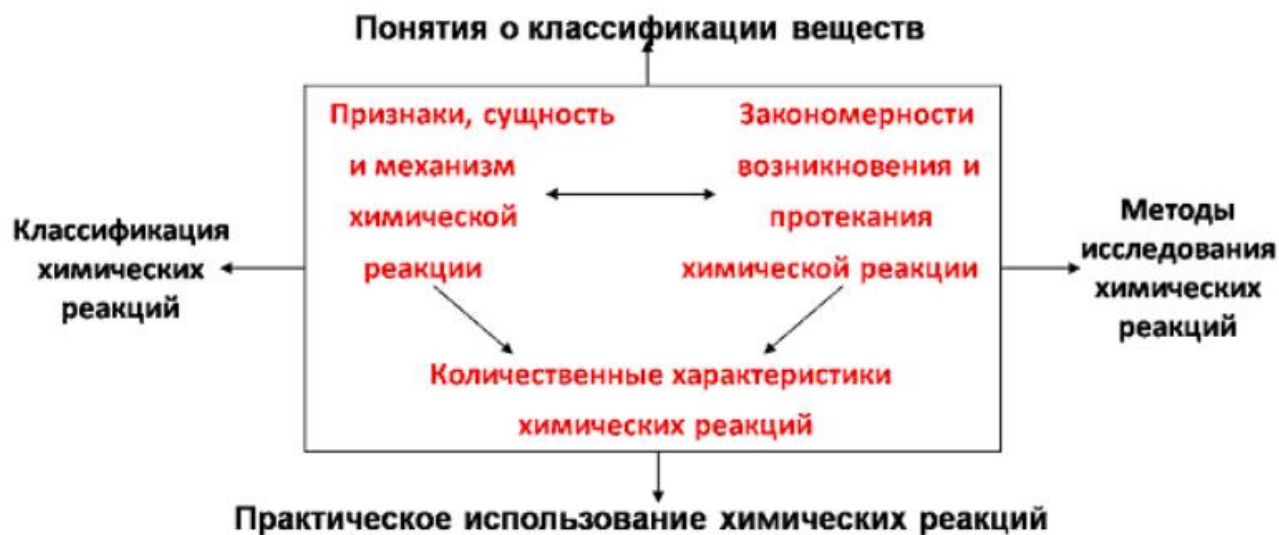 Понятия о классификации веществ
Признаки, сущность
и механизм
химической
реакции
Закономерности
возникновения и
протекания
химической реакции
Классификация
химических
реакций
Методы
исследования
химических
реакций
Количественные характеристики
химических реакций
Практическое использование химических реакций